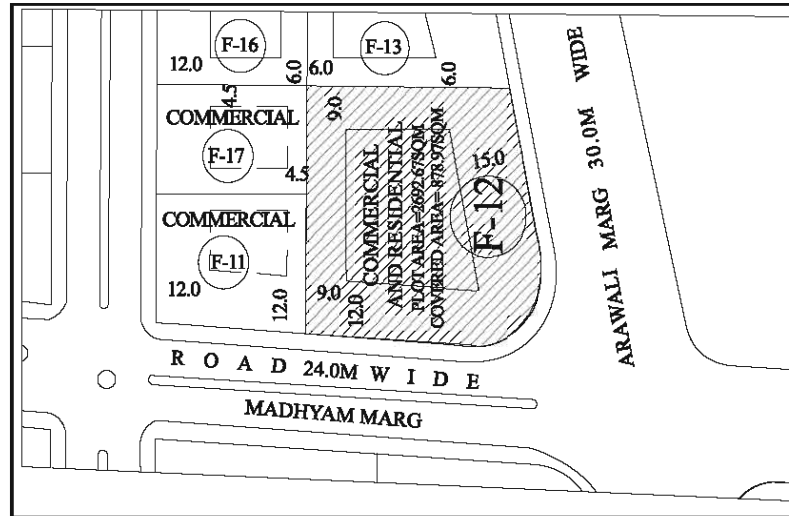 F-16
F-13
12.0
6.0
6.0
6.0
4.5
9.0
COMMERCIAL
F-17
4.5
COMMERCIAL
F-11
12.0
12.0
9.0
12.0
COMMERCIAL
AND RESIDENTIAL
PLOT AREA=2692.67SQM
COVERED AREA= 878.97SQM
15.0
F-12
ARAWALI MARG 30.0M WIDE
ROAD 24.0M WIDE
MADHYAM MARG